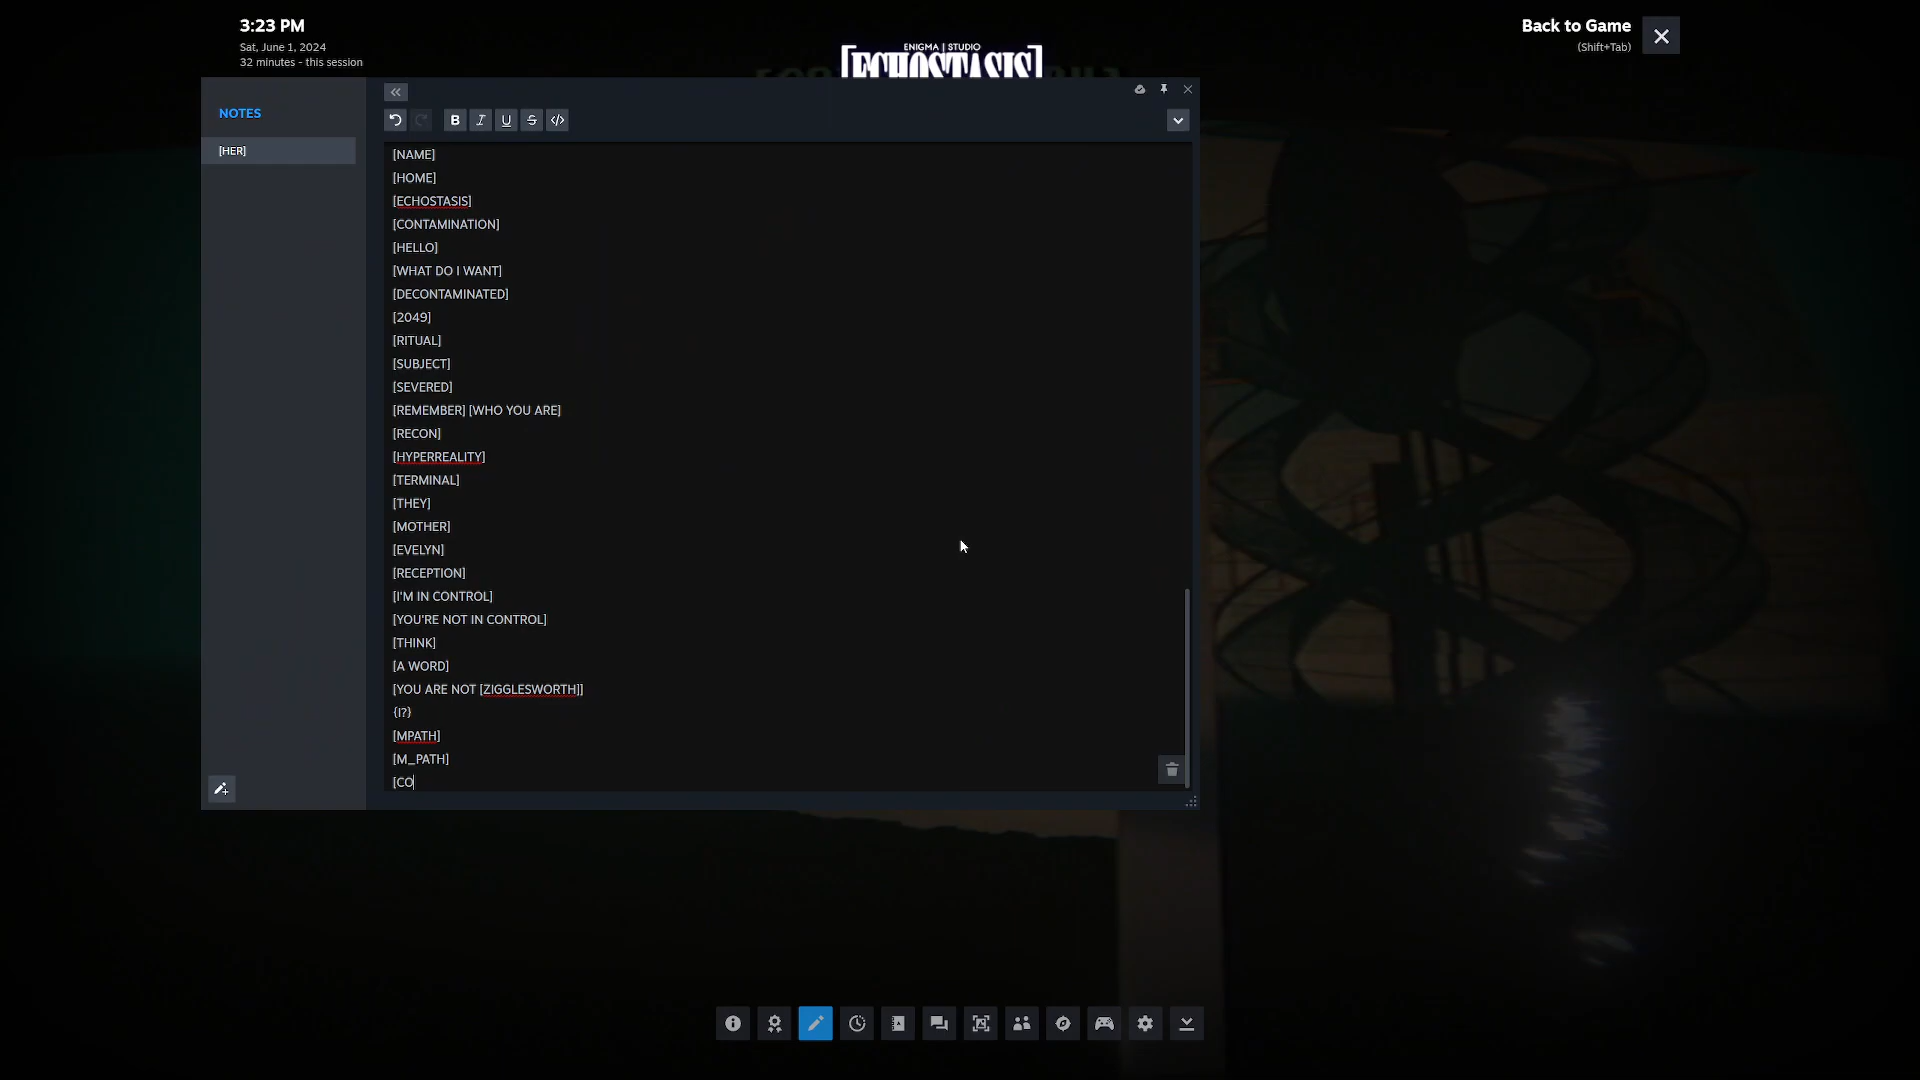 3:23 PM
Sat, June 1, 2024
32 minutes - this session
ENIGMA | STUDIO
[ECHOSTASIS]
Back to Game
(Shift+Tab)
NOTES
[HER]
[NAME]
[HOME]
[ECHOSTASIS]
[CONTAMINATION]
[HELLO]
[WHAT DO I WANT]
[DECONTAMINATED]
[2049]
[RITUAL]
[SUBJECT]
[SEVERED]
[REMEMBER] [WHO YOU ARE]
[RECON]
[HYPERREALITY]
[TERMINAL]
[THEY]
[MOTHER]
[EVELYN]
[RECEPTION]
[I'M IN CONTROL]
[YOU'RE NOT IN CONTROL]
[THINK]
[A WORD]
[YOU ARE NOT [ZIGGLESWORTH]]
{I?}
[MPATH]
[M_PATH]
[CO